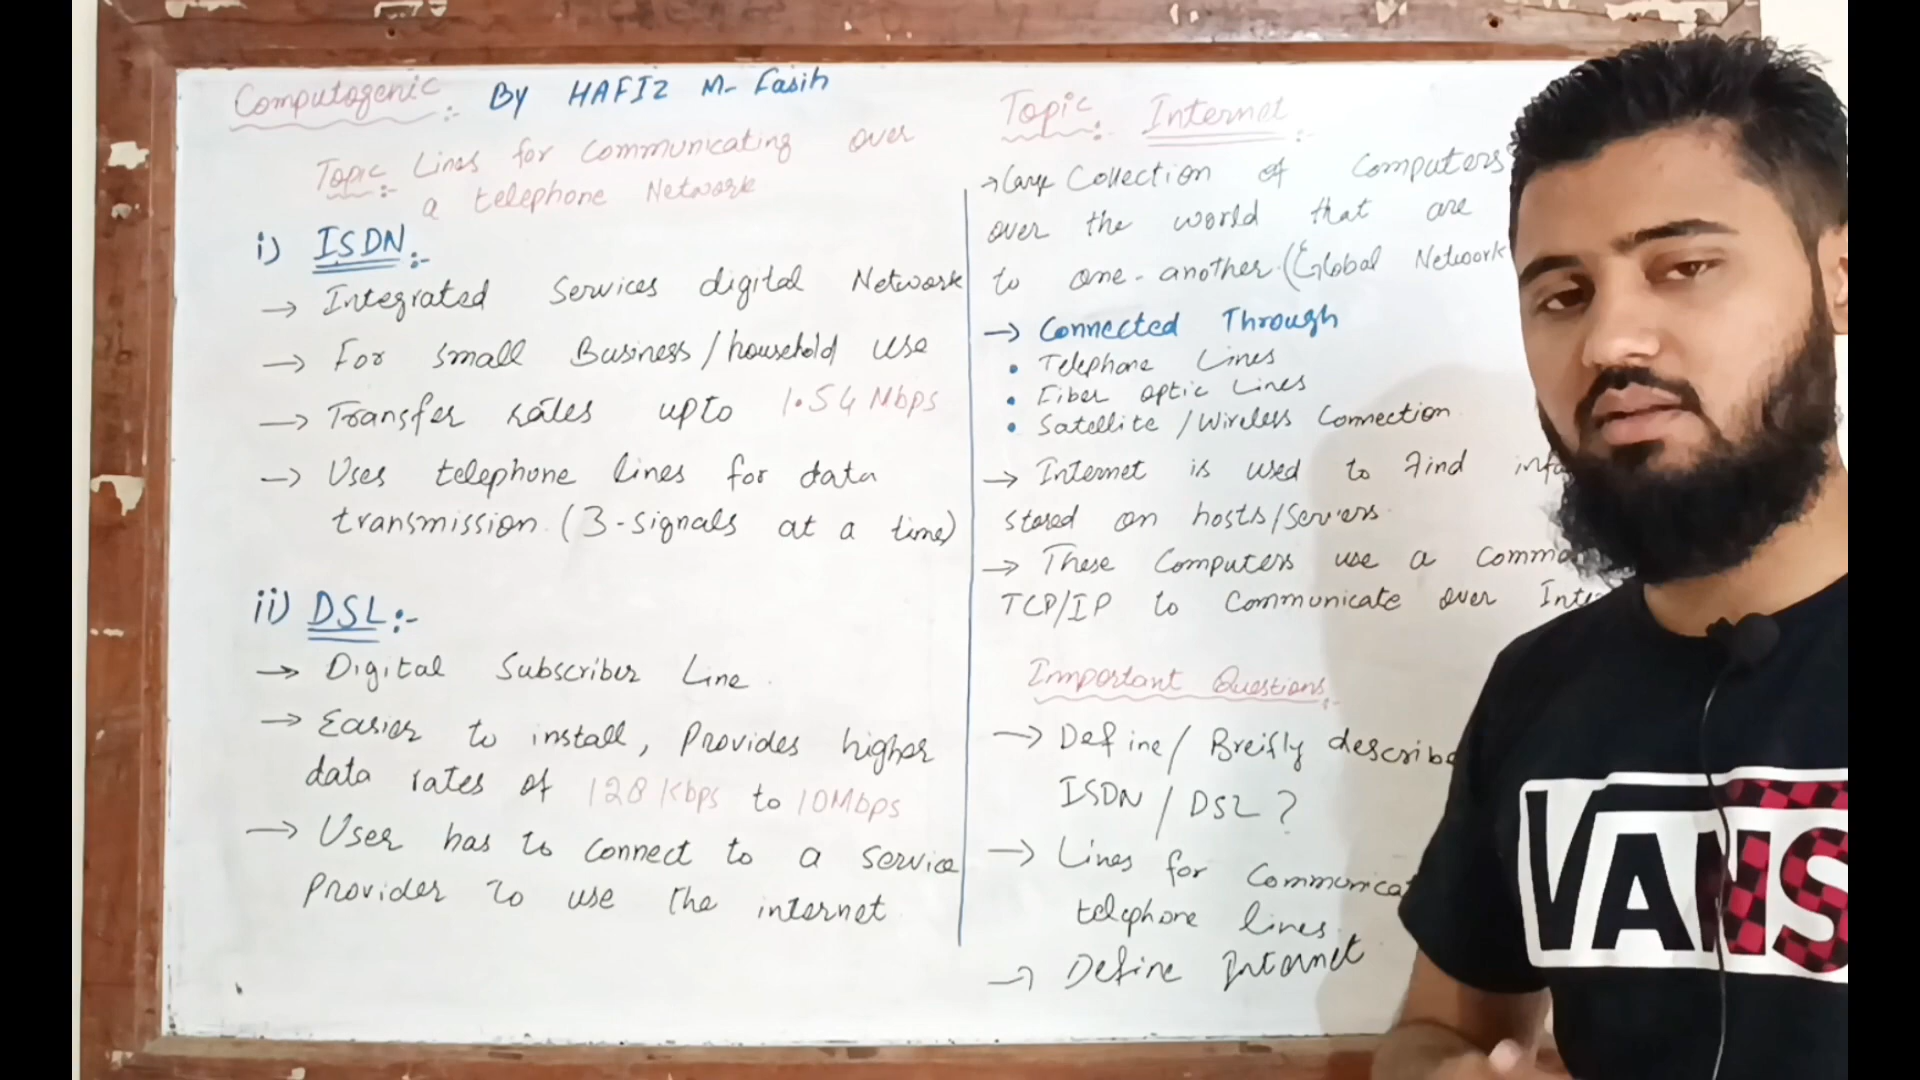 Computogenic :- By HAFIZ M- Fasih
Topic :- Lines for communicating over
a telephone Network
i) ISDN :-
→ Integrated Services digital Network
→ For small Business/household use
→ Transfer rates upto 1.54 Mbps
→ Uses telephone lines for data
transmission. (3-signals at a time)
ii) DSL :-
→ Digital Subscriber Line.
→ Easier to install, Provides higher
data rates of 128 Kbps to 10Mbps
→ User has to connect to a service
Provider to use the internet
Topic :- Internet :-
→ Large Collection of Computers
over the world that are
to one-another. (Global Network
→ Connected Through
• Telephone Lines
• Fiber optic Lines
• Satellite / Wireless Connection
→ Internet is used to find
stored on hosts/Servers.
→ These Computers use a
TCP/IP to Communicate over
Important Questions :-
→ Define/ Breifly describe
ISDN / DSL ?
→ Lines for
telephone lines.
→ Define Internet
VANS